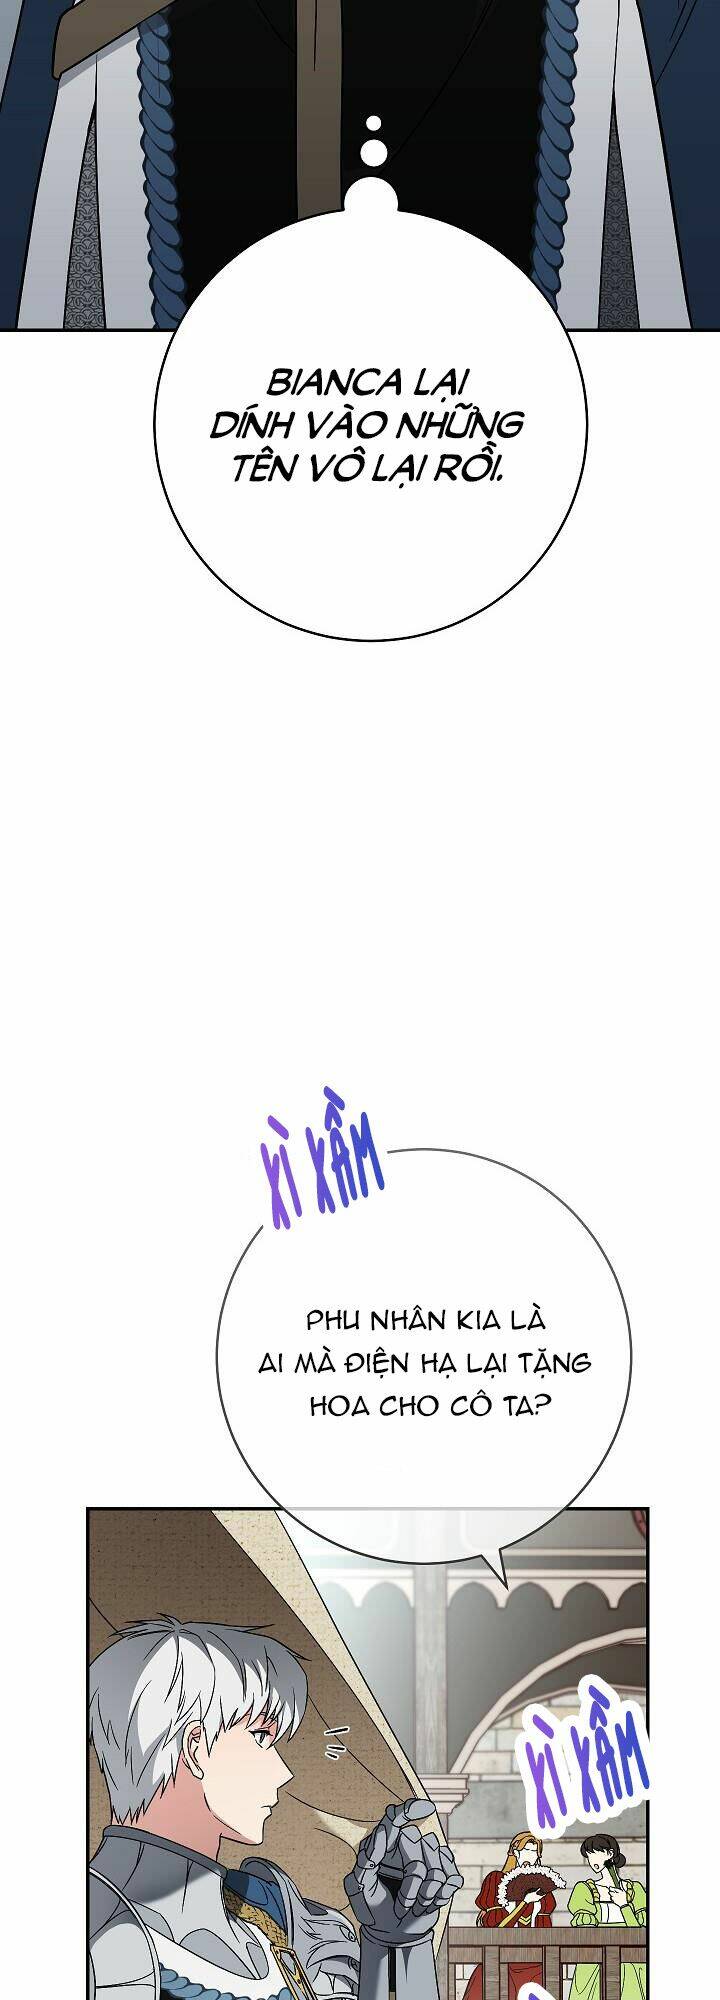 BIANCA LẠI
DÍNH VÀO NHỮNG
TÊN VÔ LẠI RỒI.
XÌ XẦM
PHU NHÂN KIA LÀ
AI MÀ ĐIỆN HẠ LẠI TẶNG
HOA CHO CÔ TA?
XÌ XẦM
XÌ